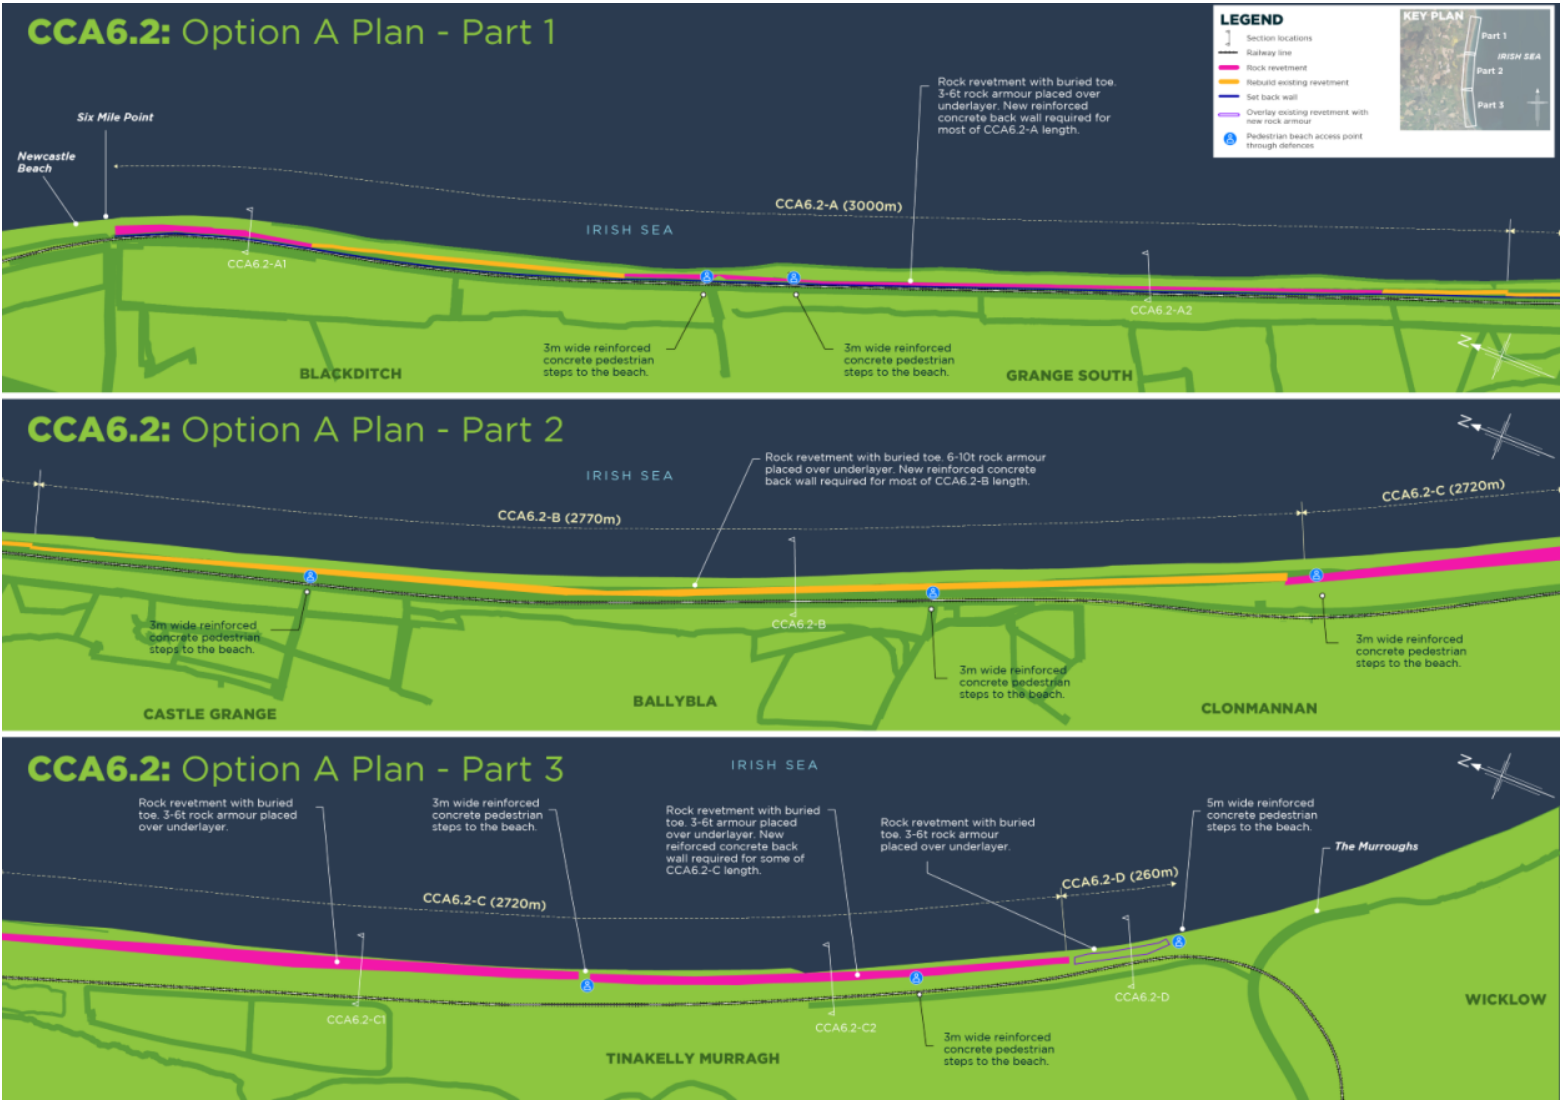 CCA6.2: Option A Plan - Part 1
LEGEND
Section locations
Railway line
Rock revetment
Rebuild existing revetment
Set back wall
Overlay existing revetment with
new rock armour
Pedestrian beach access point
through defences
KEY PLAN
Part 1
IRISH SEA
Part 2
Part 3
Rock revetment with buried toe.
3-6t rock armour placed over
underlayer. New reinforced
concrete back wall required for
most of CCA6.2-A length.
Six Mile Point
Newcastle
Beach
CCA6.2-A (3000m)
IRISH SEA
CCA6.2-A1
CCA6.2-A2
3m wide reinforced
concrete pedestrian
steps to the beach.
3m wide reinforced
concrete pedestrian
steps to the beach.
N
BLACKDITCH
GRANGE SOUTH
CCA6.2: Option A Plan - Part 2
N
Rock revetment with buried toe. 6-10t rock armour
placed over underlayer. New reinforced concrete
back wall required for most of CCA6.2-B length.
IRISH SEA
CCA6.2-C (2720m)
CCA6.2-B (2770m)
CCA6.2-B
3m wide reinforced
concrete pedestrian
steps to the beach.
3m wide reinforced
concrete pedestrian
steps to the beach.
3m wide reinforced
concrete pedestrian
steps to the beach.
CASTLE GRANGE
BALLYBLA
CLONMANNAN
CCA6.2: Option A Plan - Part 3
IRISH SEA
N
Rock revetment with buried
toe. 3-6t rock armour placed
over underlayer.
3m wide reinforced
concrete pedestrian
steps to the beach.
Rock revetment with buried
toe. 3-6t armour placed
over underlayer. New
reiforced concrete back
wall required for some of
CCA6.2-C length.
Rock revetment with buried
toe. 3-6t rock armour
placed over underlayer.
5m wide reinforced
concrete pedestrian
steps to the beach.
The Murroughs
CCA6.2-D (260m)
CCA6.2-C (2720m)
CCA6.2-D
WICKLOW
CCA6.2-C1
CCA6.2-C2
3m wide reinforced
concrete pedestrian
steps to the beach.
TINAKELLY MURRAGH